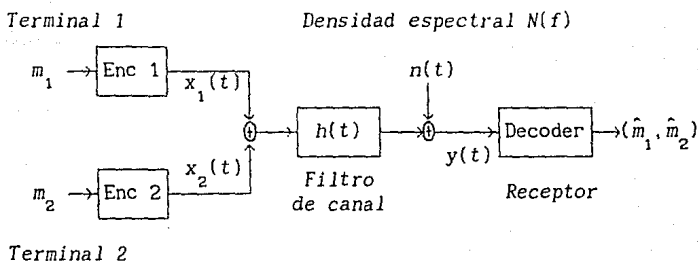 Terminal 1
Densidad espectral N(f)
m₁
Enc 1
x₁(t)
n(t)
h(t)
Decoder
(m̂₁, m̂₂)
y(t)
Filtro
de canal
Receptor
m₂
Enc 2
x₂(t)
Terminal 2